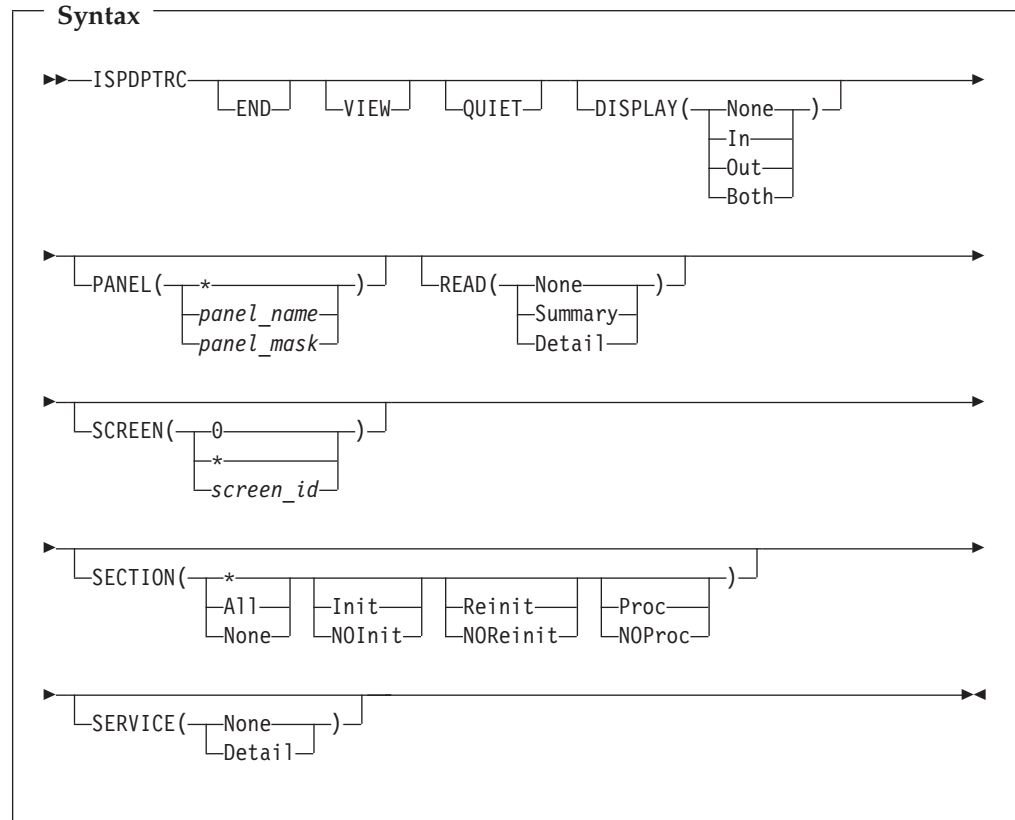 Syntax
ISPDPTRC END VIEW QUIET DISPLAY( None )
In
Out
Both
PANEL( * )
panel_name
panel_mask
READ( None )
Summary
Detail
SCREEN( 0 )
*
screen_id
SECTION( * )
All
None
Init
NOInit
Reinit
NOReinit
Proc
NOProc
SERVICE( None )
Detail